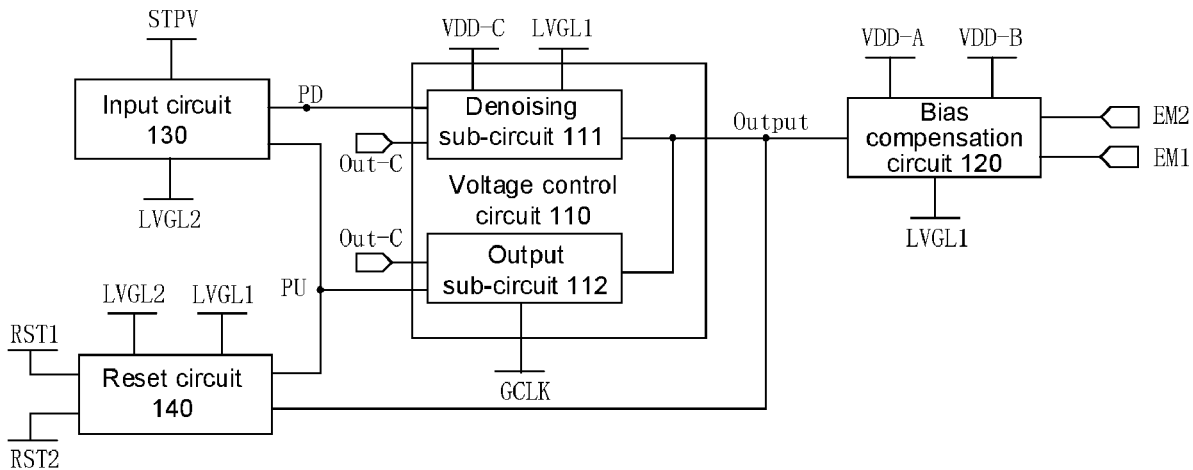 STPV
VDD-C
LVGL1
VDD-A
VDD-B
Input circuit
130
PD
Denoising
sub-circuit 111
Output
Bias
compensation
circuit 120
EM2
EM1
Out-C
Voltage control
circuit 110
LVGL2
LVGL1
Out-C
Output
sub-circuit 112
PU
LVGL2
LVGL1
RST1
Reset circuit
140
GCLK
RST2